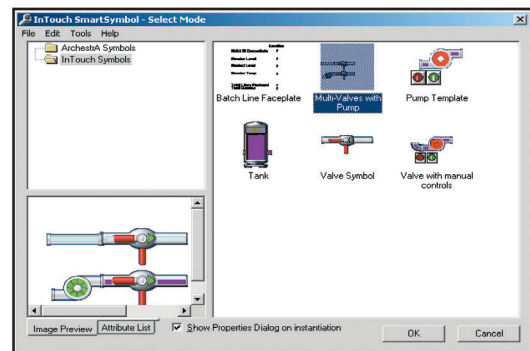 InTouch SmartSymbol - Select Mode
File Edit Tools Help
ArchestrA Symbols
InTouch Symbols
Location
Batch Line Faceplate
Multi-Valves with
Pump
Pump Template
Tank
Valve Symbol
Valve with manual
controls
Image Preview
Attribute List
Show Properties Dialog on instantiation
OK
Cancel